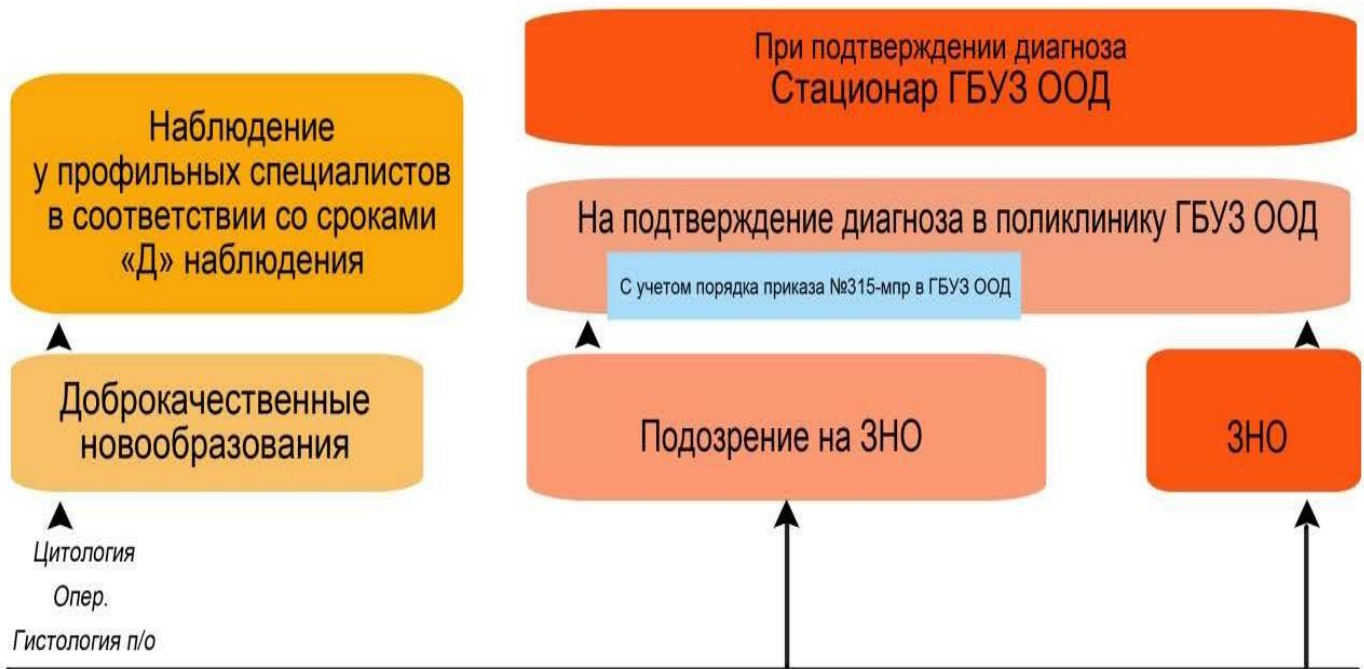 При подтверждении диагноза
Стационар ГБУЗ ООД
Наблюдение
у профильных специалистов
в соответствии со сроками
«Д» наблюдения
На подтверждение диагноза в поликлинику ГБУЗ ООД
С учетом порядка приказа №315-мпр в ГБУЗ ООД
Доброкачественные
новообразования
Подозрение на ЗНО
ЗНО
Цитология
Опер.
Гистология п/о